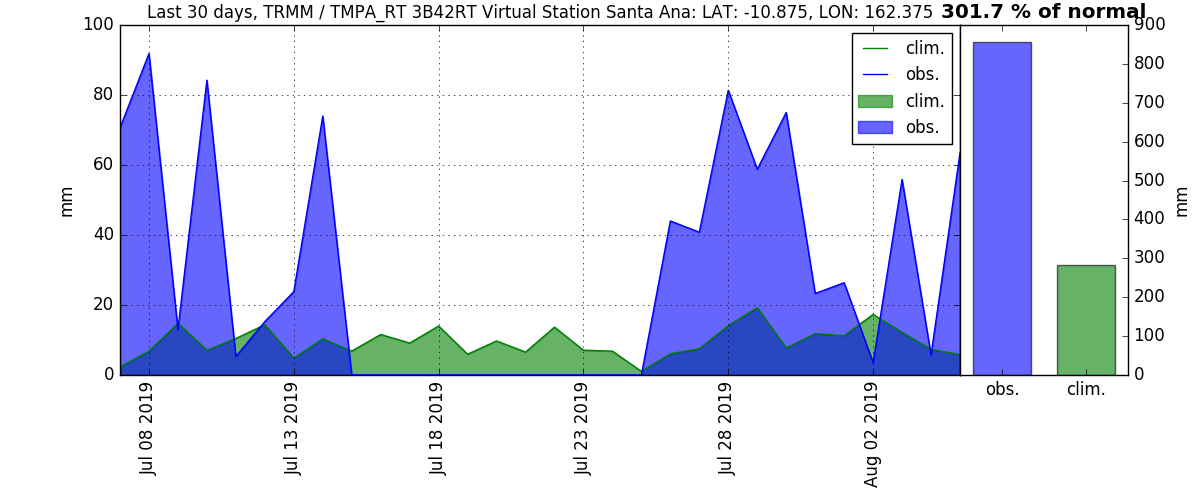 Last 30 days, TRMM / TMPA_RT 3B42RT Virtual Station Santa Ana: LAT: -10.875, LON: 162.375 301.7 % of normal
100
80
60
40
20
0
mm
clim.
obs.
clim.
obs.
900
800
700
600
500
400
300
200
100
0
mm
Jul 08 2019
Jul 13 2019
Jul 18 2019
Jul 23 2019
Jul 28 2019
Aug 02 2019
obs.
clim.